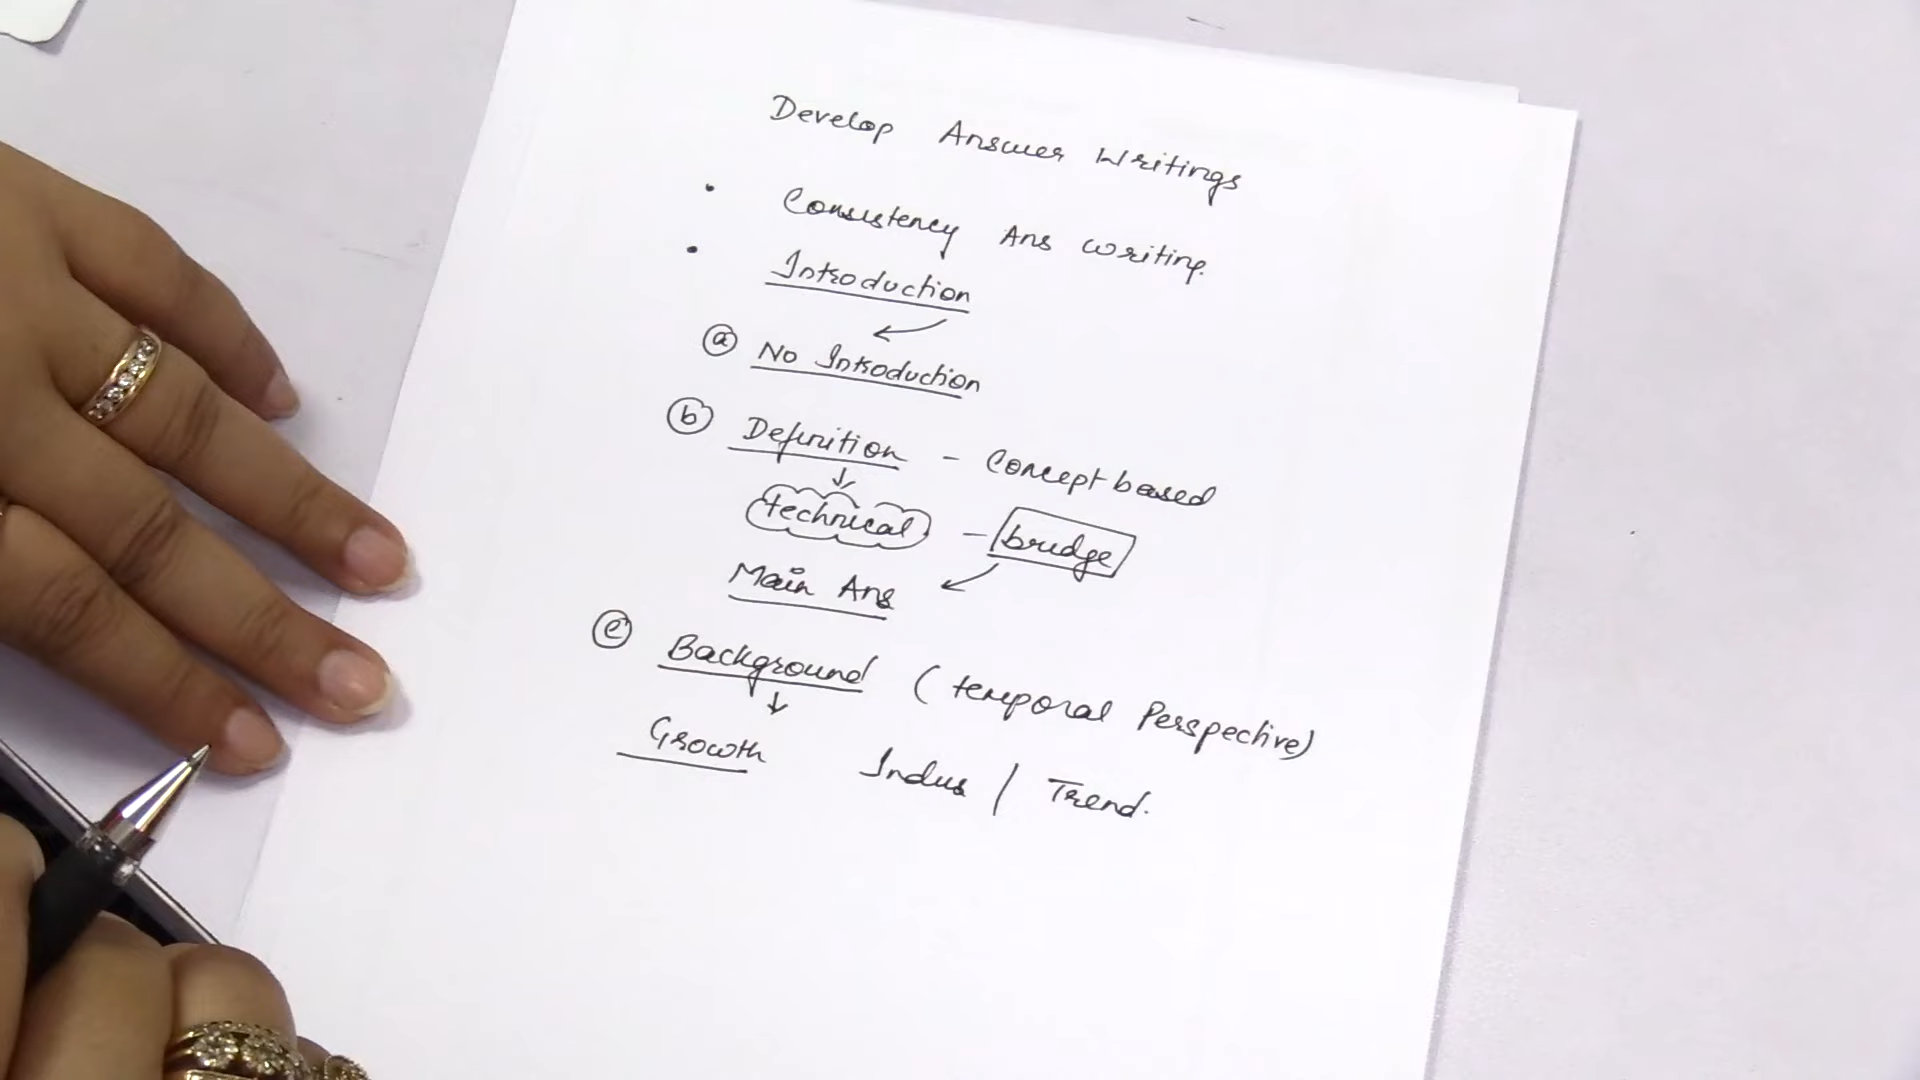 Develop Answer Writings
• Consistency Ans writing.
• Introduction
ⓐ No Introduction
ⓑ Definition - Concept based
technical - bridge
Main Ans
ⓒ Background (temporal Perspective)
Growth Indus / Trend.